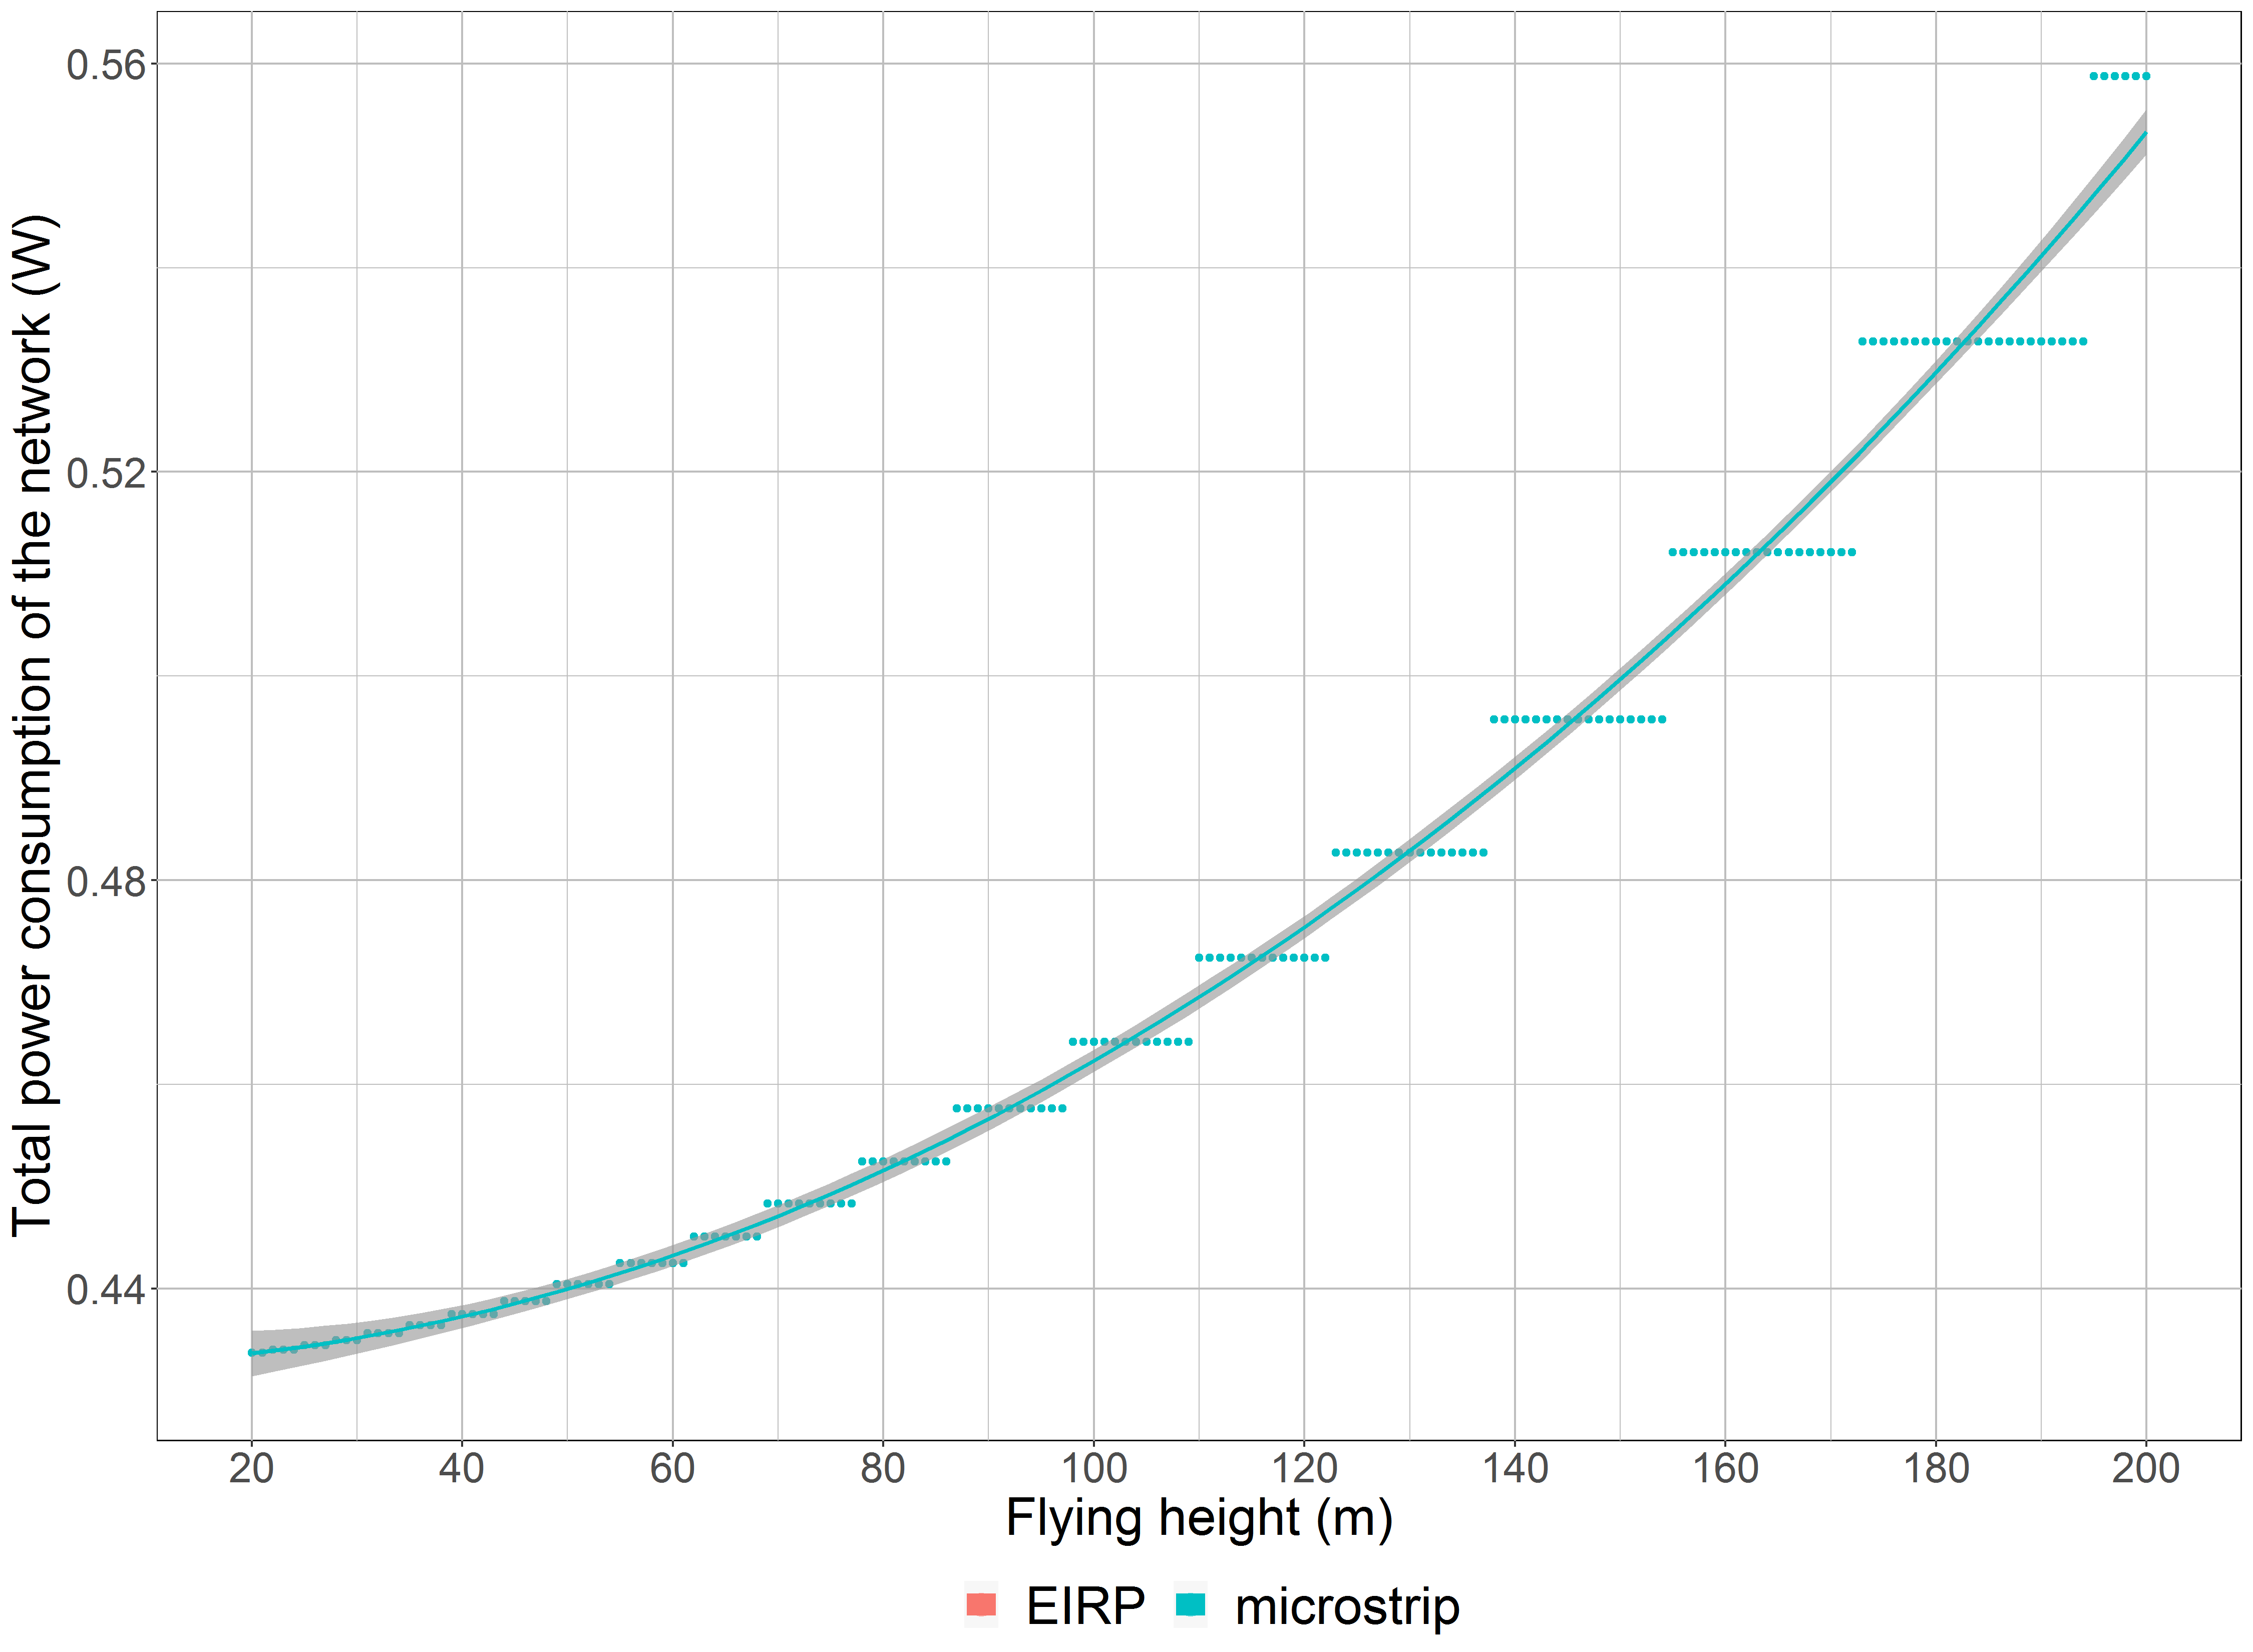 Total power consumption of the network (W)
0.56
0.52
0.48
0.44
20 40 60 80 100 120 140 160 180 200
Flying height (m)
EIRP microstrip